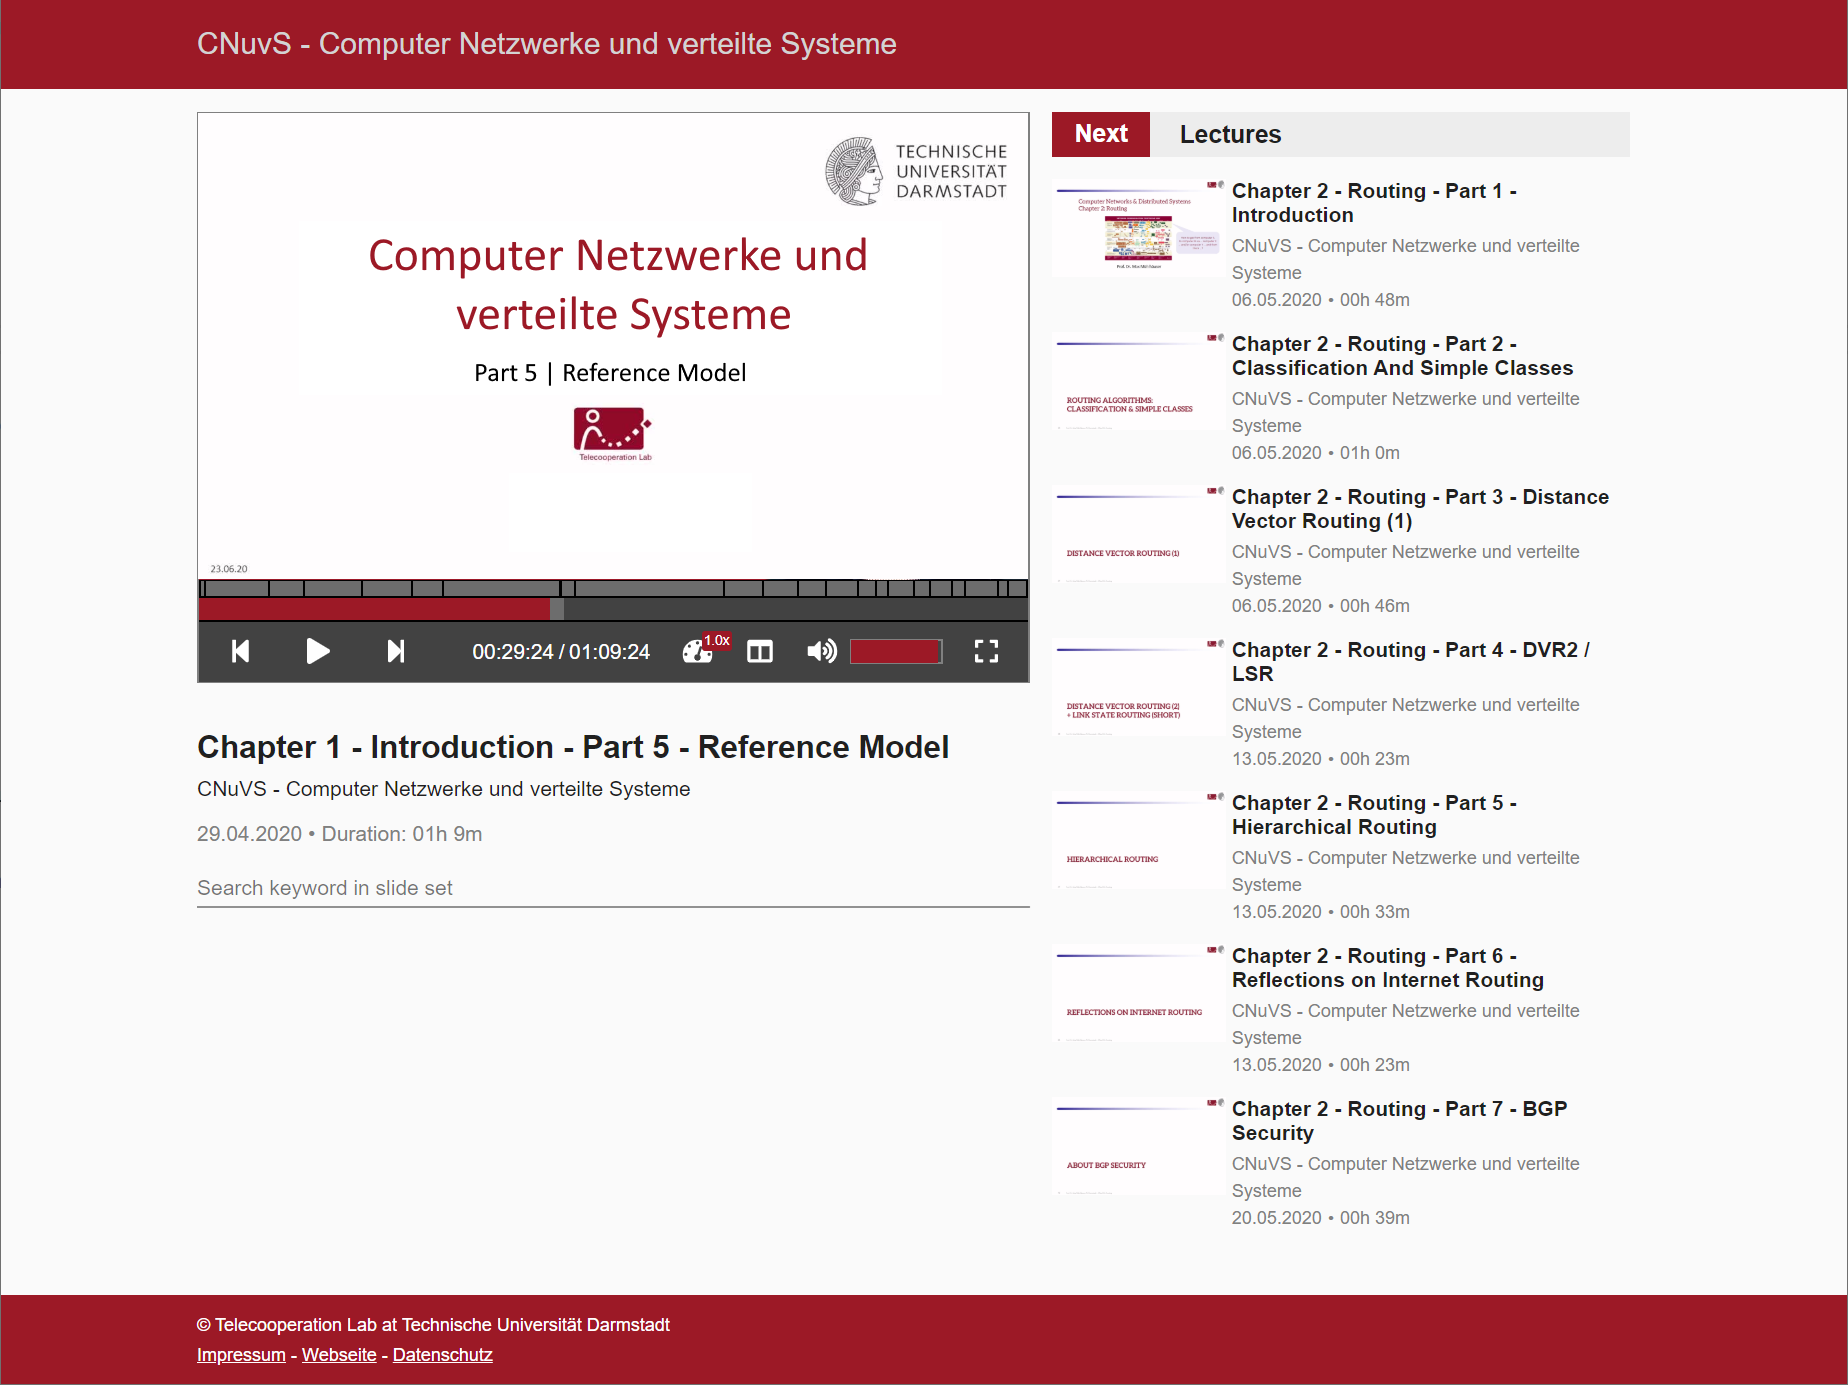 CNuvS - Computer Netzwerke und verteilte Systeme
TECHNISCHE
UNIVERSITÄT
DARMSTADT
Computer Netzwerke und
verteilte Systeme
Part 5 | Reference Model
Telecooperation Lab
23.06.20
00:29:24 / 01:09:24
1.0x
Chapter 1 - Introduction - Part 5 - Reference Model
CNuVS - Computer Netzwerke und verteilte Systeme
29.04.2020 • Duration: 01h 9m
Search keyword in slide set
Next
Lectures
Computer Networks & Distributed Systems
Chapter 2: Routing
Chapter 2 - Routing - Part 1 -
Introduction
CNuVS - Computer Netzwerke und verteilte
Systeme
06.05.2020 • 00h 48m
ROUTING ALGORITHMS:
CLASSIFICATION & SIMPLE CLASSES
Chapter 2 - Routing - Part 2 -
Classification And Simple Classes
CNuVS - Computer Netzwerke und verteilte
Systeme
06.05.2020 • 01h 0m
DISTANCE VECTOR ROUTING (1)
Chapter 2 - Routing - Part 3 - Distance
Vector Routing (1)
CNuVS - Computer Netzwerke und verteilte
Systeme
06.05.2020 • 00h 46m
DISTANCE VECTOR ROUTING (2)
+ LINK STATE ROUTING (SHORT)
Chapter 2 - Routing - Part 4 - DVR2 /
LSR
CNuVS - Computer Netzwerke und verteilte
Systeme
13.05.2020 • 00h 23m
HIERARCHICAL ROUTING
Chapter 2 - Routing - Part 5 -
Hierarchical Routing
CNuVS - Computer Netzwerke und verteilte
Systeme
13.05.2020 • 00h 33m
REFLECTIONS ON INTERNET ROUTING
Chapter 2 - Routing - Part 6 -
Reflections on Internet Routing
CNuVS - Computer Netzwerke und verteilte
Systeme
13.05.2020 • 00h 23m
ABOUT BGP SECURITY
Chapter 2 - Routing - Part 7 - BGP
Security
CNuVS - Computer Netzwerke und verteilte
Systeme
20.05.2020 • 00h 39m
© Telecooperation Lab at Technische Universität Darmstadt
Impressum - Webseite - Datenschutz